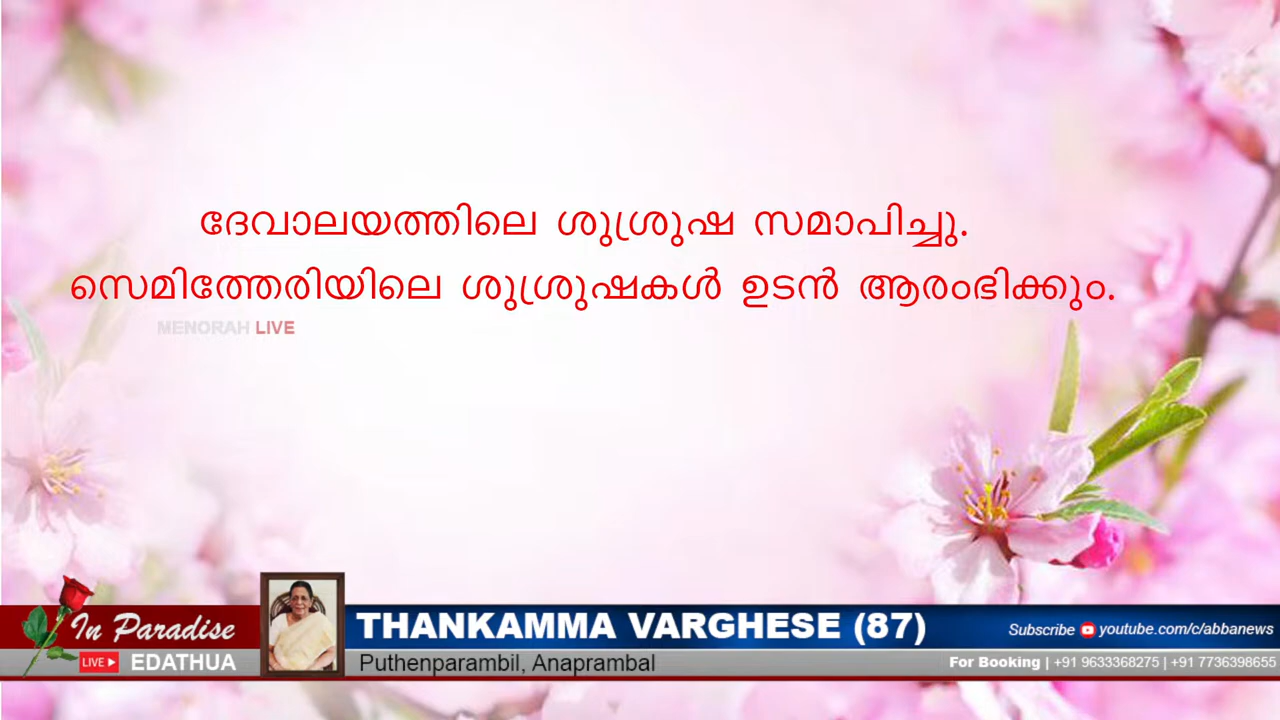 ദേവാലയത്തിലെ ശുശ്രുഷ സമാപിച്ചു.
സെമിത്തേരിയിലെ ശുശ്രുഷകൾ ഉടൻ ആരംഭിക്കും.
MENORAH LIVE
In Paradise
LIVE EDATHUA
THANKAMMA VARGHESE (87)
Puthenparambil, Anaprambal
Subscribe youtube.com/c/abbanews
For Booking | +91 9633368275 | +91 7736398655